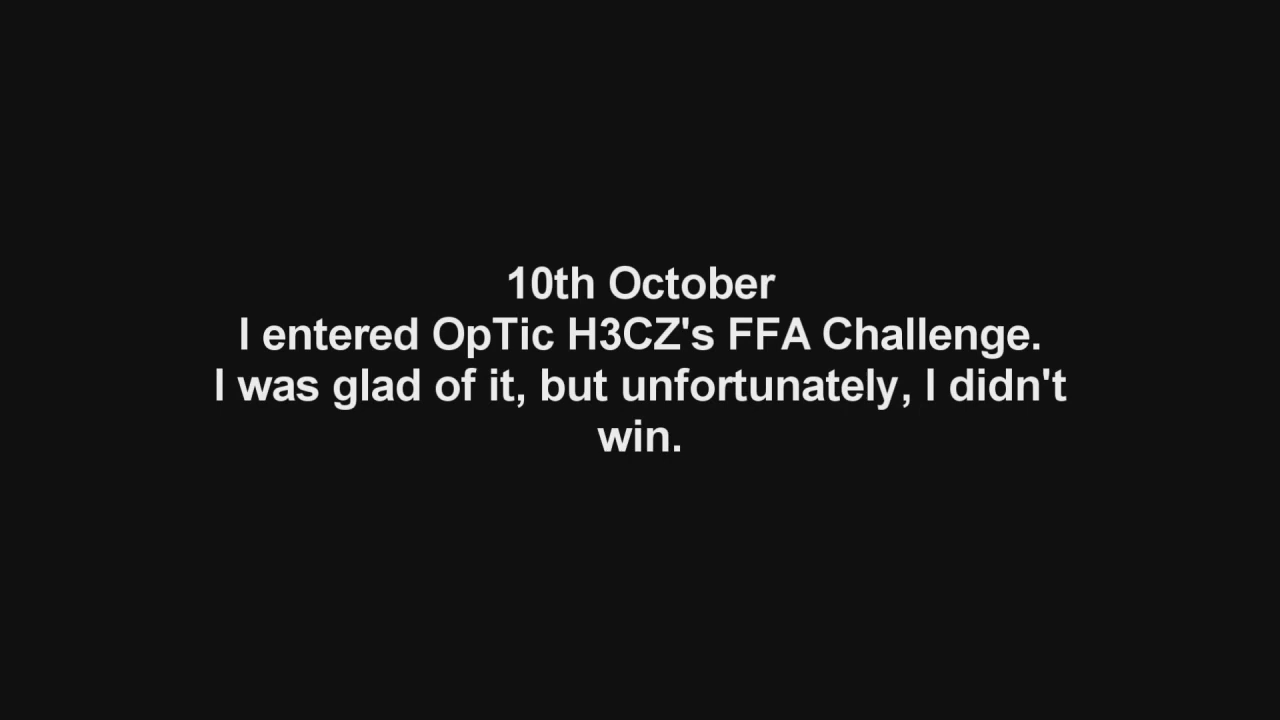 10th October
I entered OpTic H3CZ's FFA Challenge.
I was glad of it, but unfortunately, I didn't
win.